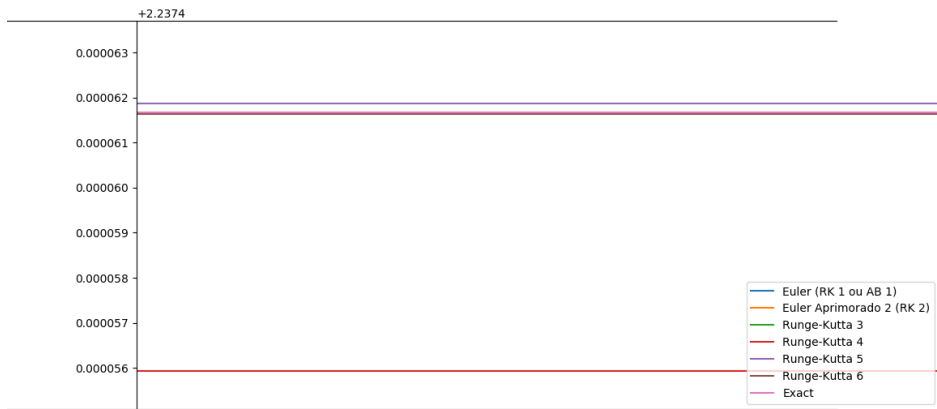 +2.2374
0.000063
0.000062
0.000061
0.000060
0.000059
0.000058
0.000057
0.000056
Euler (RK 1 ou AB 1)
Euler Aprimorado 2 (RK 2)
Runge-Kutta 3
Runge-Kutta 4
Runge-Kutta 5
Runge-Kutta 6
Exact